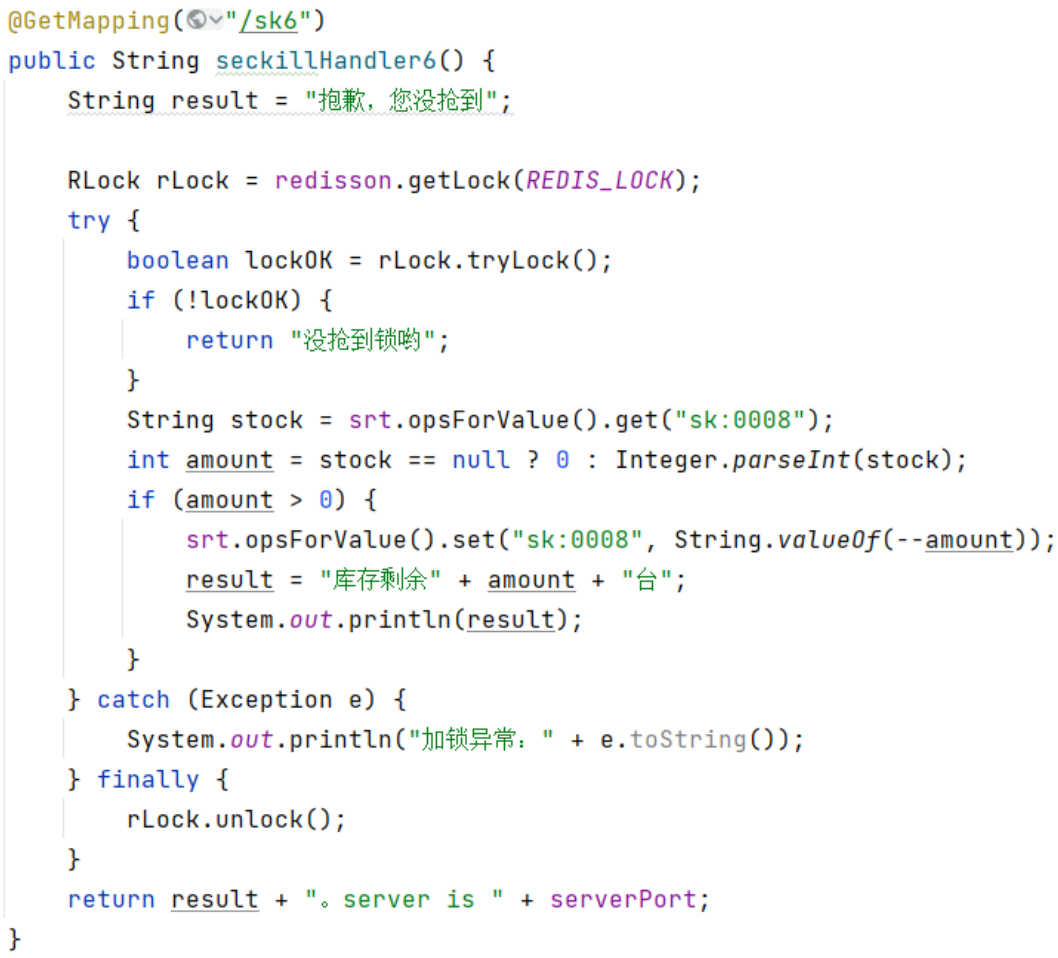 @GetMapping("/sk6")
public String seckillHandler6() {
    String result = "抱歉，您没抢到";

    RLock rLock = redisson.getLock(REDIS_LOCK);
    try {
        boolean lockOK = rLock.tryLock();
        if (!lockOK) {
            return "没抢到锁哟";
        }
        String stock = srt.opsForValue().get("sk:0008");
        int amount = stock == null ? 0 : Integer.parseInt(stock);
        if (amount > 0) {
            srt.opsForValue().set("sk:0008", String.valueOf(--amount));
            result = "库存剩余" + amount + "台";
            System.out.println(result);
        }
    } catch (Exception e) {
        System.out.println("加锁异常：" + e.toString());
    } finally {
        rLock.unlock();
    }
    return result + "。server is " + serverPort;
}